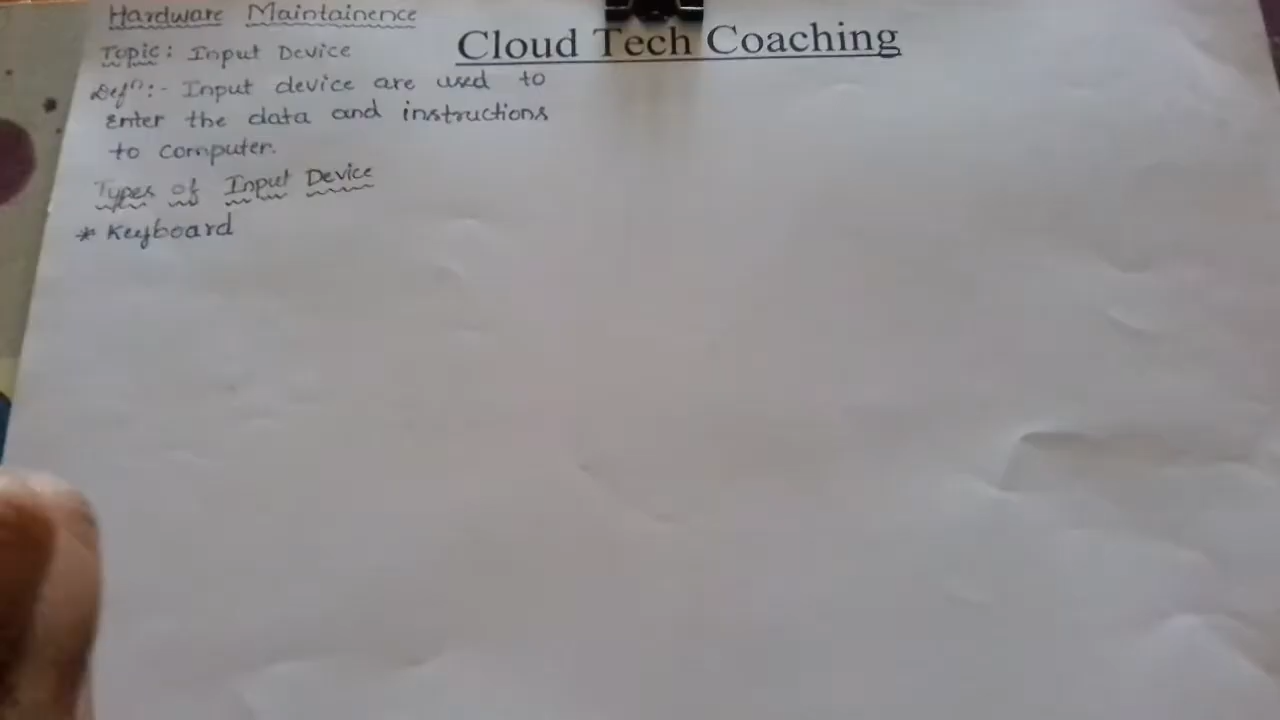 Hardware Maintainence
Cloud Tech Coaching
Topic: Input Device
Defn:- Input device are used to
enter the data and instructions
to computer.
Types of Input Device
* Keyboard